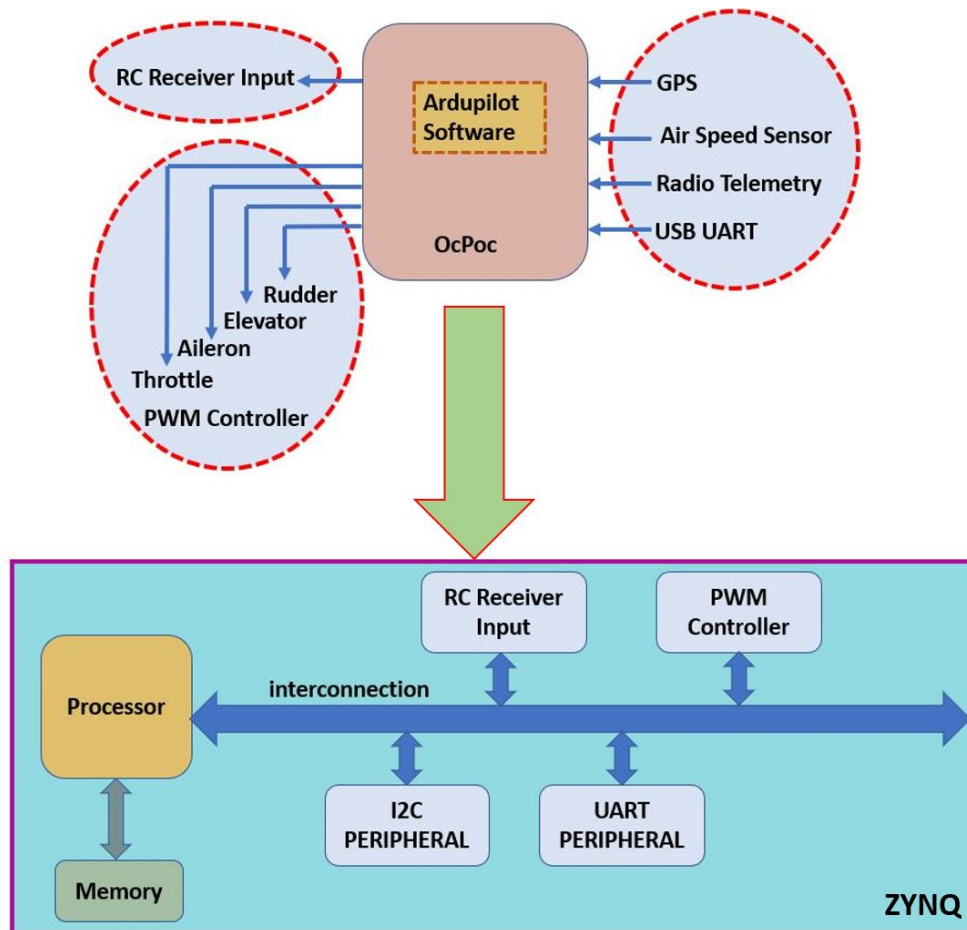 RC Receiver Input
Ardupilot
Software
OcPoc
GPS
Air Speed Sensor
Radio Telemetry
USB UART
Rudder
Elevator
Aileron
Throttle
PWM Controller
RC Receiver
Input
PWM
Controller
Processor
interconnection
I2C
PERIPHERAL
UART
PERIPHERAL
Memory
ZYNQ